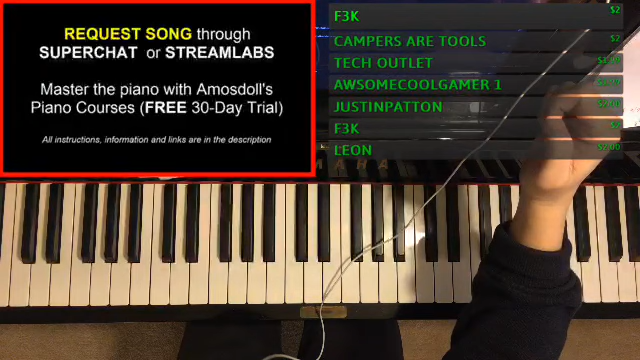 REQUEST SONG through
SUPERCHAT or STREAMLABS
Master the piano with Amosdoll's
Piano Courses (FREE 30-Day Trial)
All instructions, information and links are in the description
F3K $2
CAMPERS ARE TOOLS $2
TECH OUTLET
AWSOMECOOLGAMER 1
JUSTINPATTON
F3K
LEON $2.00